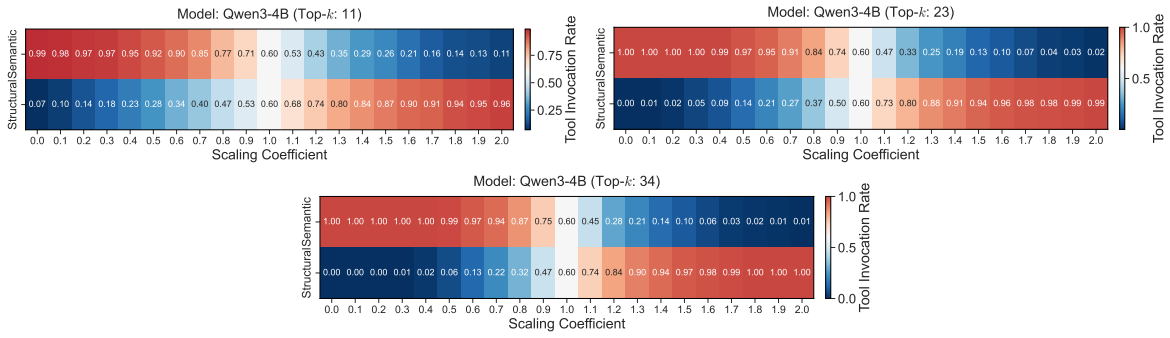 Model: Qwen3-4B (Top-k: 11)
Semantic
0.99 0.98 0.97 0.97 0.95 0.92 0.90 0.85 0.77 0.71 0.60 0.53 0.43 0.35 0.29 0.26 0.21 0.16 0.14 0.13 0.11
Structural
0.07 0.10 0.14 0.18 0.23 0.28 0.34 0.40 0.47 0.53 0.60 0.68 0.74 0.80 0.84 0.87 0.90 0.91 0.94 0.95 0.96
0.0 0.1 0.2 0.3 0.4 0.5 0.6 0.7 0.8 0.9 1.0 1.1 1.2 1.3 1.4 1.5 1.6 1.7 1.8 1.9 2.0
Scaling Coefficient
0.75
0.50
0.25
Tool Invocation Rate
Model: Qwen3-4B (Top-k: 23)
Semantic
1.00 1.00 1.00 1.00 0.99 0.97 0.95 0.91 0.84 0.74 0.60 0.47 0.33 0.25 0.19 0.13 0.10 0.07 0.04 0.03 0.02
Structural
0.00 0.01 0.02 0.05 0.09 0.14 0.21 0.27 0.37 0.50 0.60 0.73 0.80 0.88 0.91 0.94 0.96 0.98 0.98 0.99 0.99
0.0 0.1 0.2 0.3 0.4 0.5 0.6 0.7 0.8 0.9 1.0 1.1 1.2 1.3 1.4 1.5 1.6 1.7 1.8 1.9 2.0
Scaling Coefficient
1.0
0.5
Tool Invocation Rate
Model: Qwen3-4B (Top-k: 34)
Semantic
1.00 1.00 1.00 1.00 1.00 0.99 0.97 0.94 0.87 0.75 0.60 0.45 0.28 0.21 0.14 0.10 0.06 0.03 0.02 0.01 0.01
Structural
0.00 0.00 0.00 0.01 0.02 0.06 0.13 0.22 0.32 0.47 0.60 0.74 0.84 0.90 0.94 0.97 0.98 0.99 1.00 1.00 1.00
0.0 0.1 0.2 0.3 0.4 0.5 0.6 0.7 0.8 0.9 1.0 1.1 1.2 1.3 1.4 1.5 1.6 1.7 1.8 1.9 2.0
Scaling Coefficient
1.0
0.5
0.0
Tool Invocation Rate